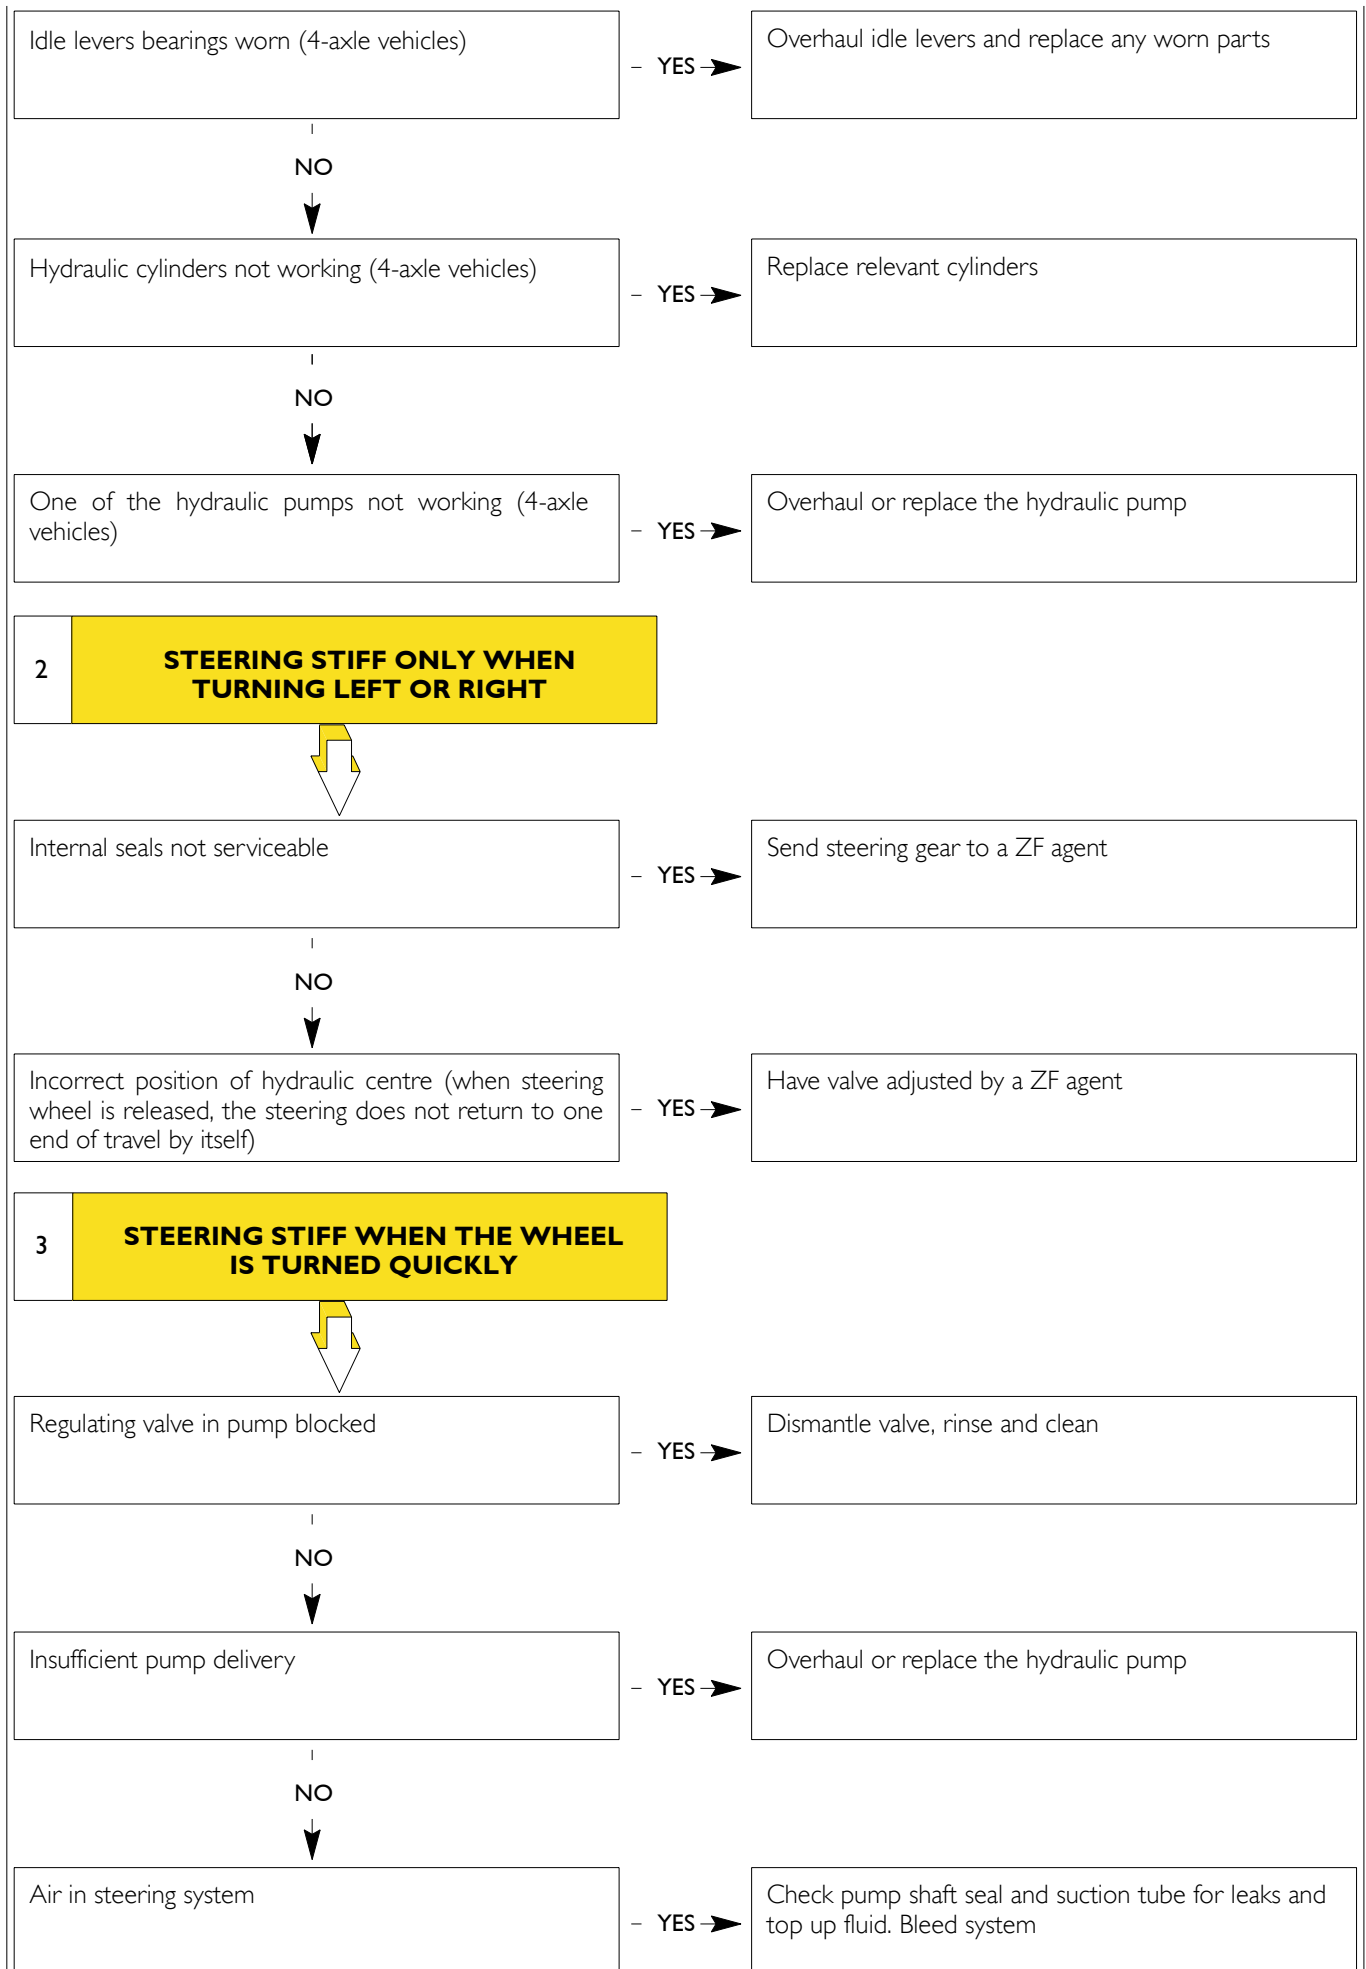 Idle levers bearings worn (4-axle vehicles)
– YES
Overhaul idle levers and replace any worn parts
NO
Hydraulic cylinders not working (4-axle vehicles)
– YES
Replace relevant cylinders
NO
One of the hydraulic pumps not working (4-axle
vehicles)
– YES
Overhaul or replace the hydraulic pump
2
STEERING STIFF ONLY WHEN
TURNING LEFT OR RIGHT
Internal seals not serviceable
– YES
Send steering gear to a ZF agent
NO
Incorrect position of hydraulic centre (when steering
wheel is released, the steering does not return to one
end of travel by itself)
– YES
Have valve adjusted by a ZF agent
3
STEERING STIFF WHEN THE WHEEL
IS TURNED QUICKLY
Regulating valve in pump blocked
– YES
Dismantle valve, rinse and clean
NO
Insufficient pump delivery
– YES
Overhaul or replace the hydraulic pump
NO
Air in steering system
– YES
Check pump shaft seal and suction tube for leaks and
top up fluid. Bleed system